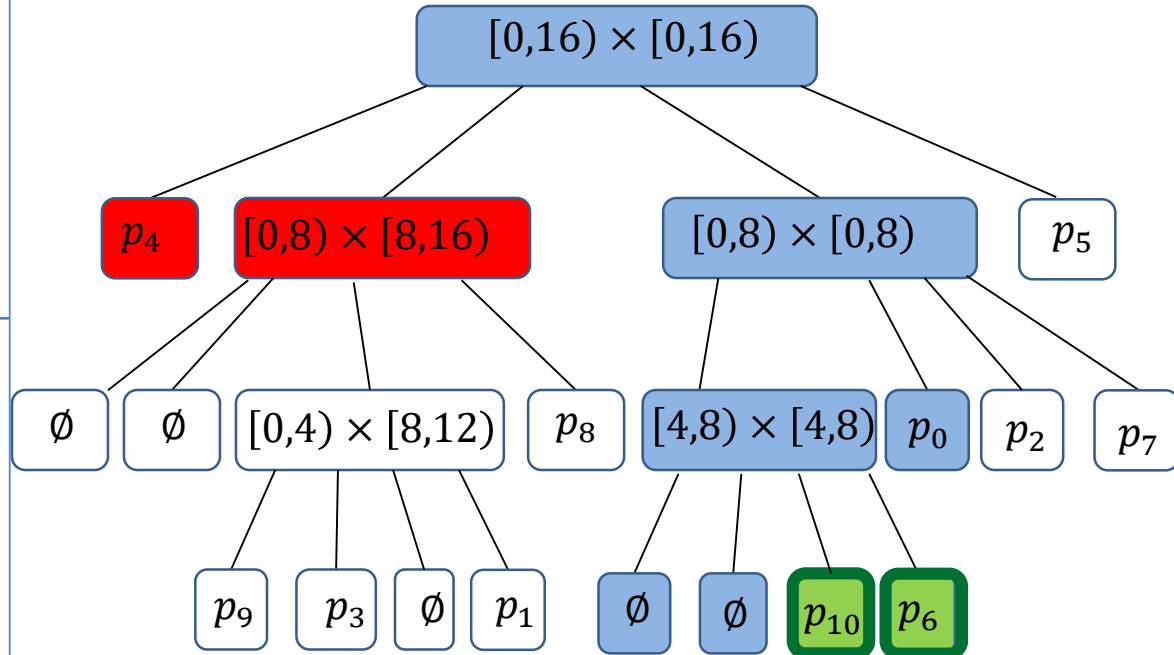 [0,16) × [0,16)
p₄ [0,8) × [8,16) [0,8) × [0,8) p₅
∅ ∅ [0,4) × [8,12) p₈ [4,8) × [4,8) p₀ p₂ p₇
p₉ p₃ ∅ p₁ ∅ ∅ p₁₀ p₆